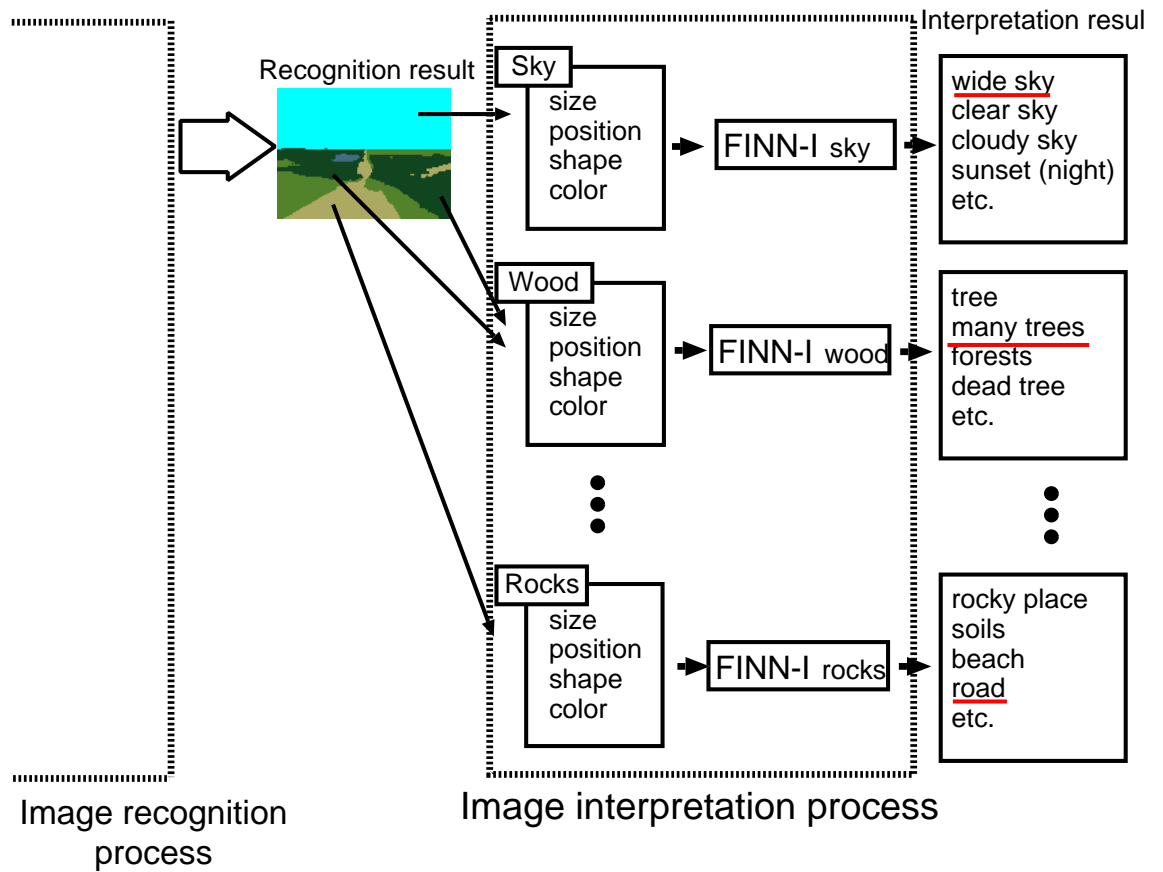 Interpretation resul
Recognition result
Sky
size
position
shape
color
FINN-I sky
wide sky
clear sky
cloudy sky
sunset (night)
etc.
Wood
size
position
shape
color
FINN-I wood
tree
many trees
forests
dead tree
etc.
Rocks
size
position
shape
color
FINN-I rocks
rocky place
soils
beach
road
etc.
Image recognition
process
Image interpretation process